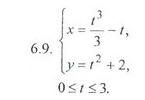 6.9. { x = t³/3 − t,
y = t² + 2,
0 ≤ t ≤ 3.